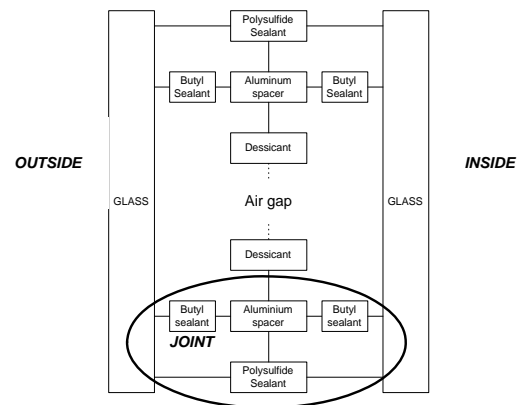 Polysulfide
Sealant
Butyl
Sealant
Aluminum
spacer
Butyl
Sealant
Dessicant
OUTSIDE
INSIDE
GLASS
Air gap
GLASS
Dessicant
Butyl
sealant
Aluminium
spacer
Butyl
sealant
JOINT
Polysulfide
Sealant